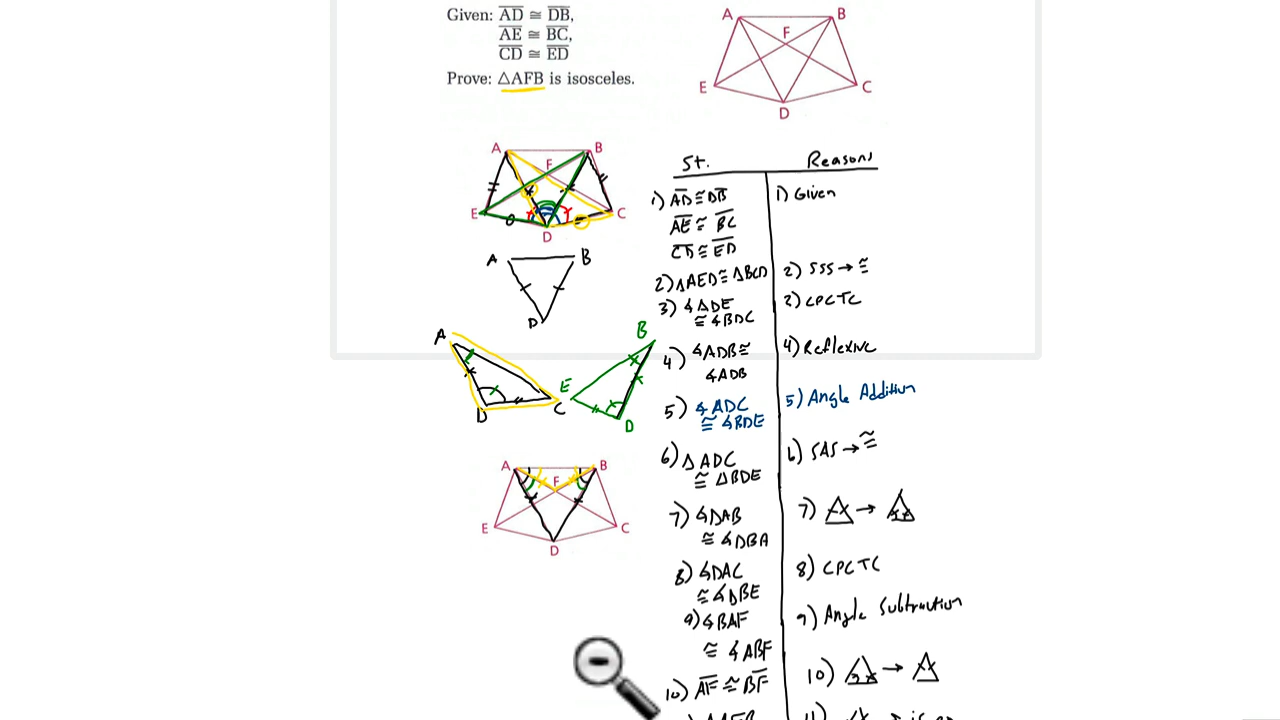 Given: AD ≅ DB,
AE ≅ BC,
CD ≅ ED
Prove: △AFB is isosceles.
A B
F
E C
D
A B
F
E C
D
A B
D
A
D C
B
E
D
A B
F
E C
D
St. Reasons
1) AD ≅ DB 1) Given
AE ≅ BC
CD ≅ ED
2) △AED ≅ △BCD 2) SSS → ≅
3) ∡ADE 3) CPCTC
≅ ∡BDC
4) ∡ADB ≅ 4) Reflexive
∡ADB
5) ∡ADC 5) Angle Addition
≅ ∡BDE
6) △ADC 6) SAS → ≅
≅ △BDE
7) ∡DAB 7) △ → △
≅ ∡DBA
8) ∡DAC 8) CPCTC
≅ ∡DBE
9) ∡BAF 9) Angle Subtraction
≅ ∡ABF
10) AF ≅ BF 10) △ → △